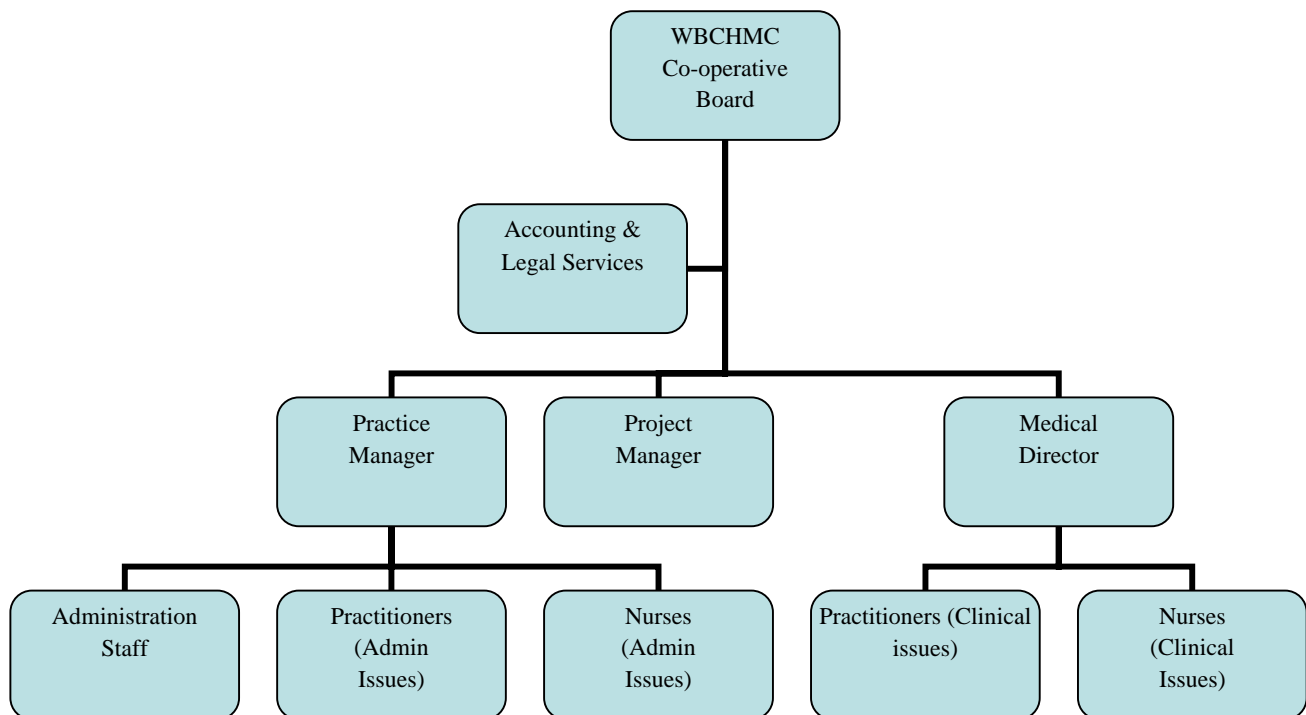 WBCHMC
Co-operative
Board
Accounting &
Legal Services
Practice
Manager
Project
Manager
Medical
Director
Administration
Staff
Practitioners
(Admin
Issues)
Nurses
(Admin
Issues)
Practitioners (Clinical
issues)
Nurses
(Clinical
Issues)